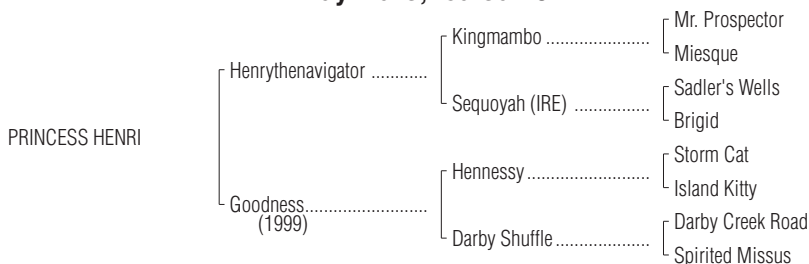 Mr. Prospector
Kingmambo ......................
Miesque
Henrythenavigator ............
Sadler's Wells
Sequoyah (IRE) ................
Brigid
PRINCESS HENRI
Storm Cat
Hennessy ..........................
Island Kitty
Goodness..........................
(1999)
Darby Creek Road
Darby Shuffle ....................
Spirited Missus